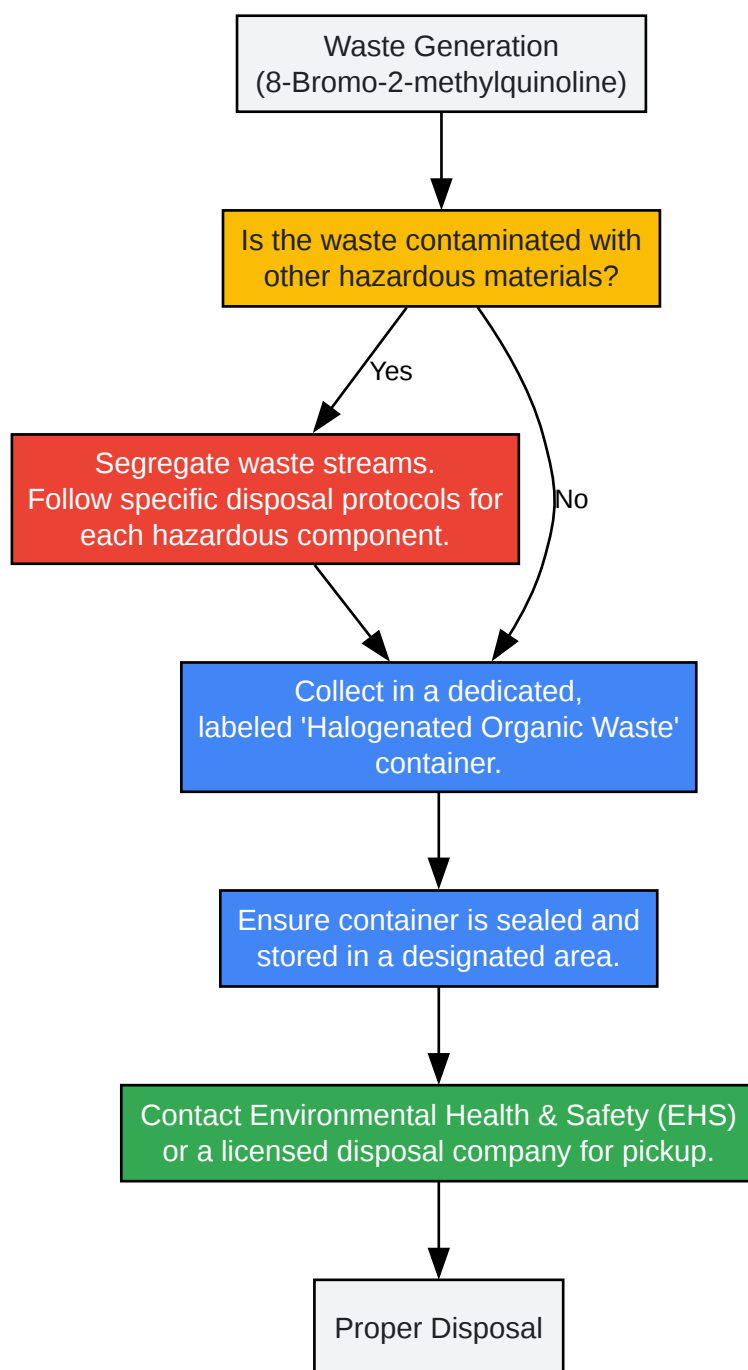 Waste Generation
(8-Bromo-2-methylquinoline)
Is the waste contaminated with
other hazardous materials?
Yes
Segregate waste streams.
Follow specific disposal protocols for
each hazardous component.
No
Collect in a dedicated,
labeled 'Halogenated Organic Waste'
container.
Ensure container is sealed and
stored in a designated area.
Contact Environmental Health & Safety (EHS)
or a licensed disposal company for pickup.
Proper Disposal